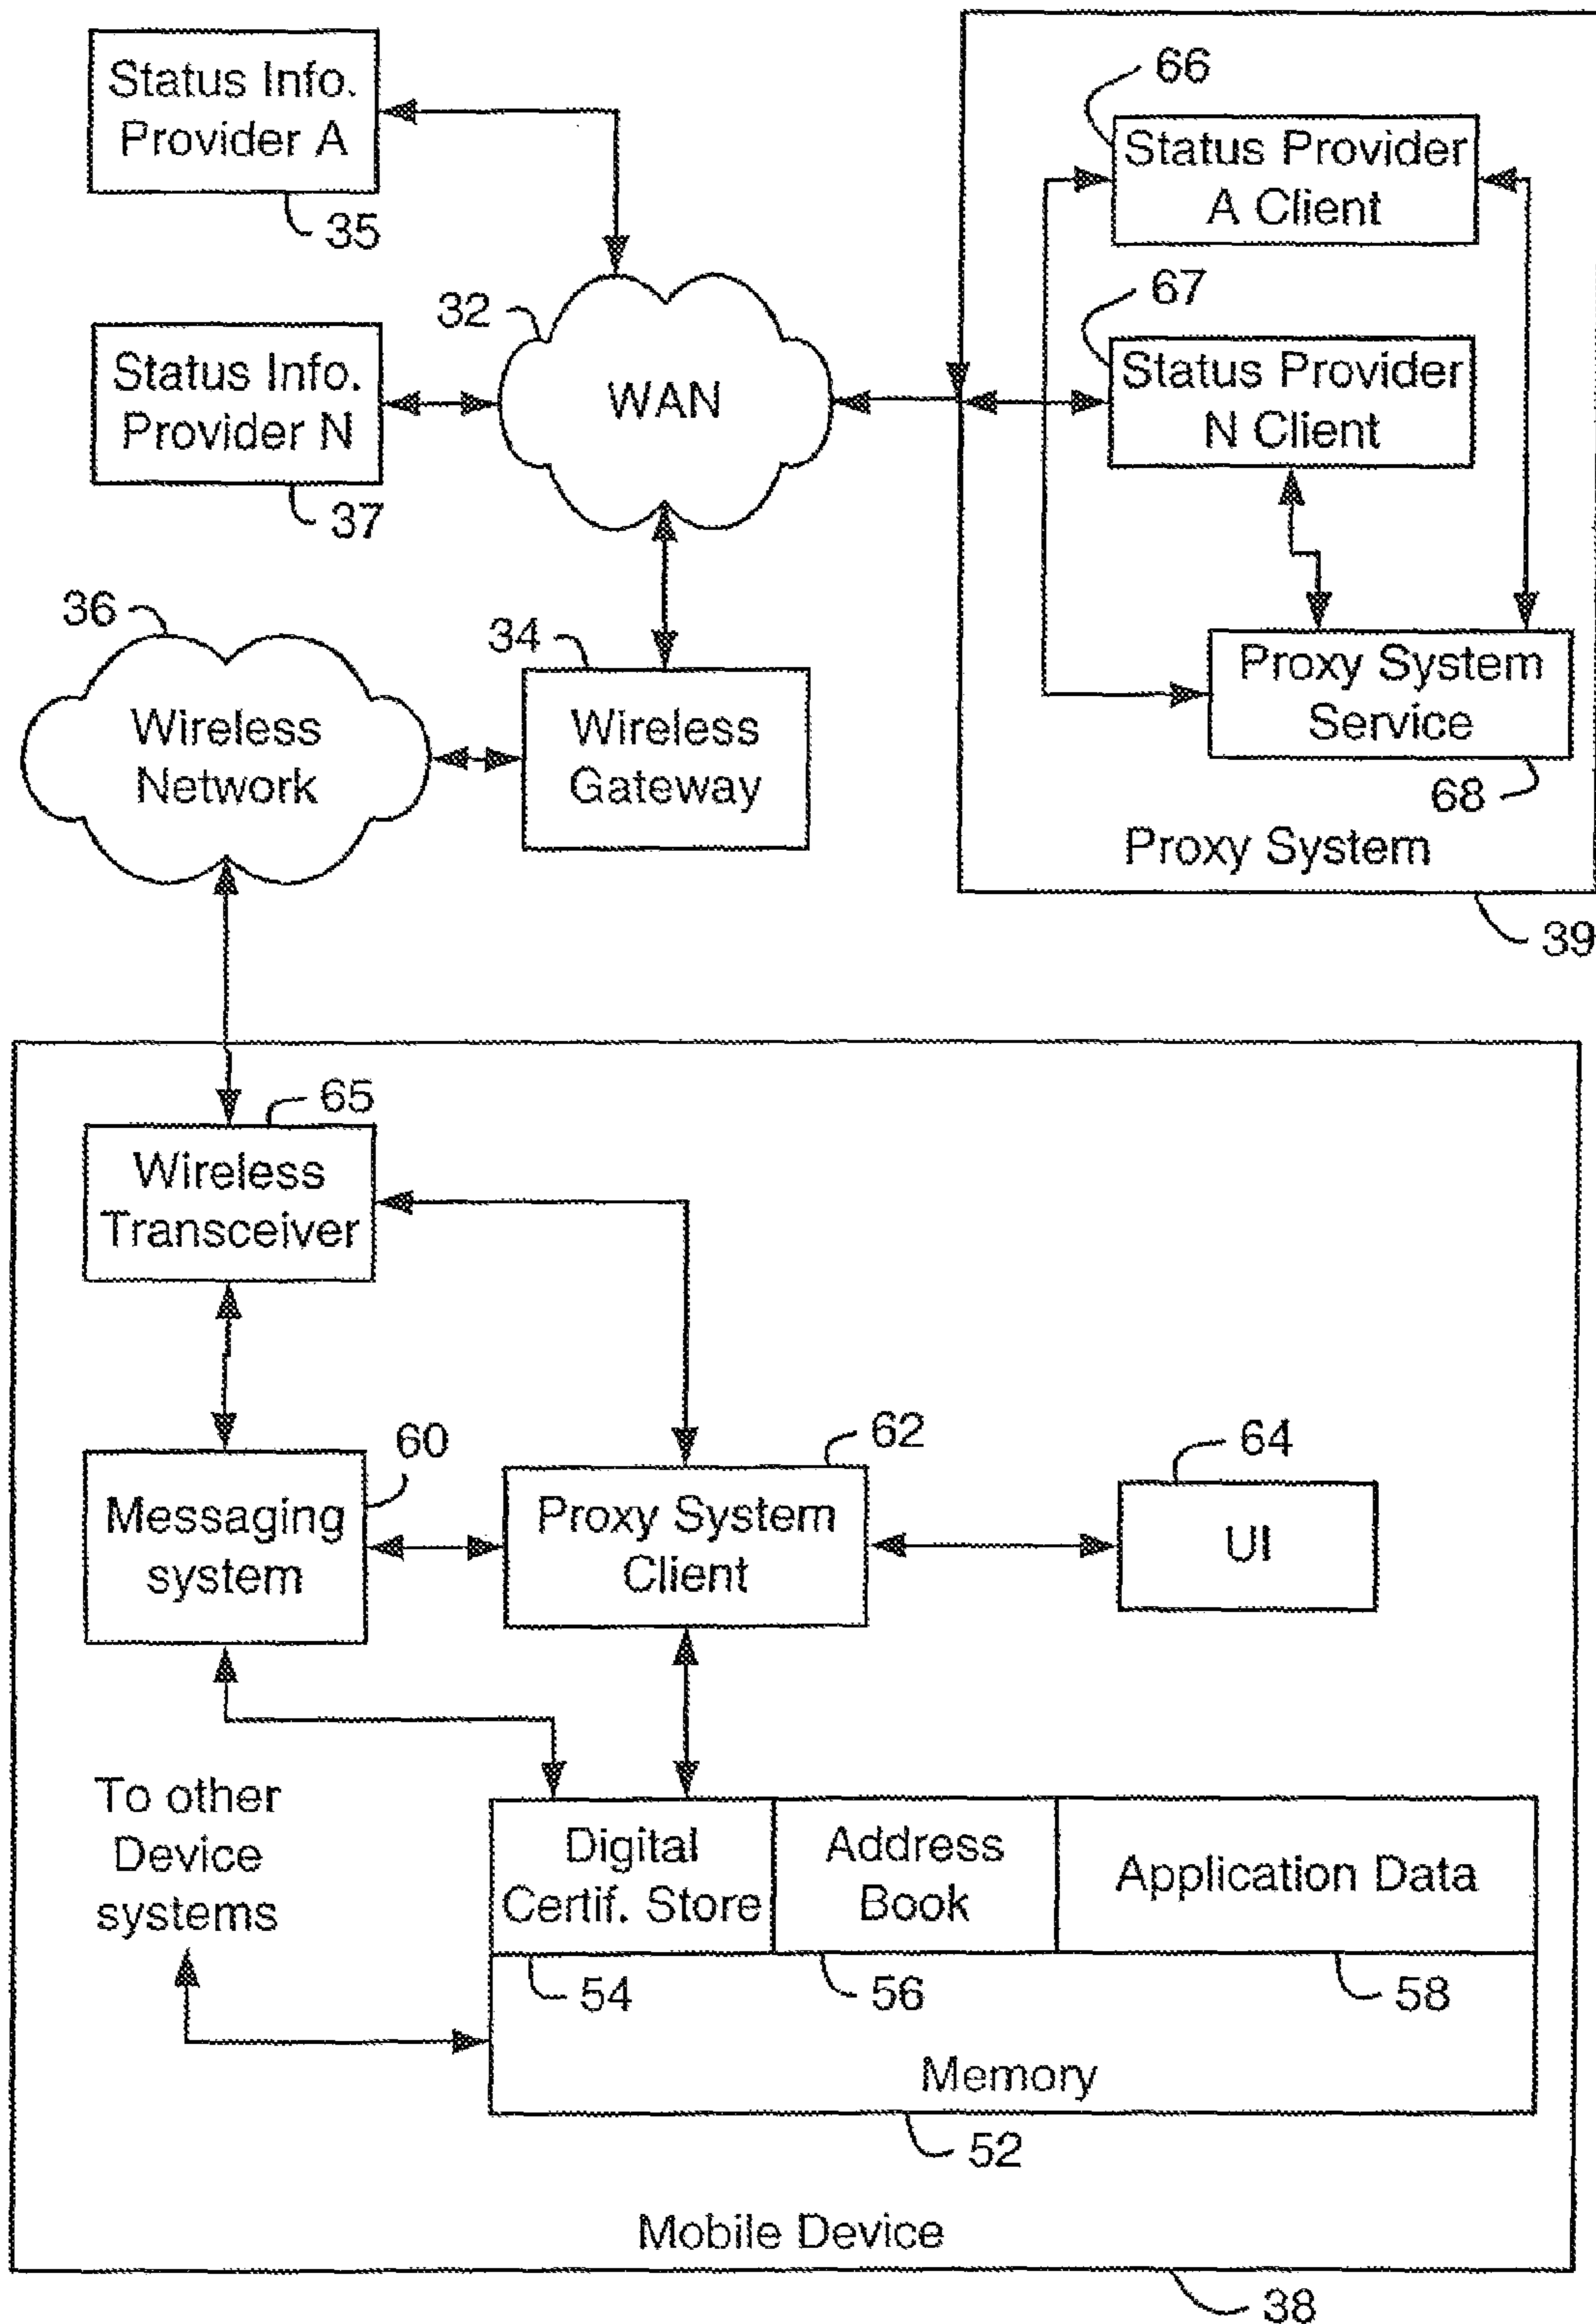 Status Info.
Provider A
35
Status Info.
Provider N
37
32
WAN
66
Status Provider
A Client
67
Status Provider
N Client
Proxy System
Service
68
Proxy System
39
36
Wireless
Network
34
Wireless
Gateway
65
Wireless
Transceiver
60
Messaging
system
62
Proxy System
Client
64
UI
To other
Device
systems
Digital
Certif. Store
Address
Book
Application Data
54
56
58
Memory
52
Mobile Device
38